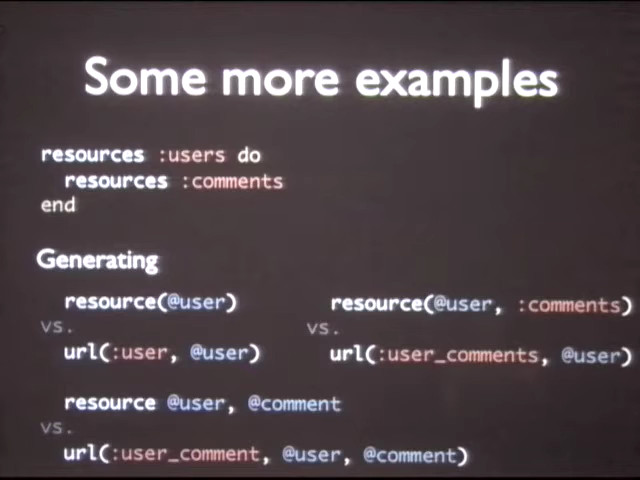 Some more examples
resources :users do
resources :comments
end
Generating
resource(@user)
vs.
url(:user, @user)
resource(@user, :comments)
vs.
url(:user_comments, @user)
resource @user, @comment
vs.
url(:user_comment, @user, @comment)